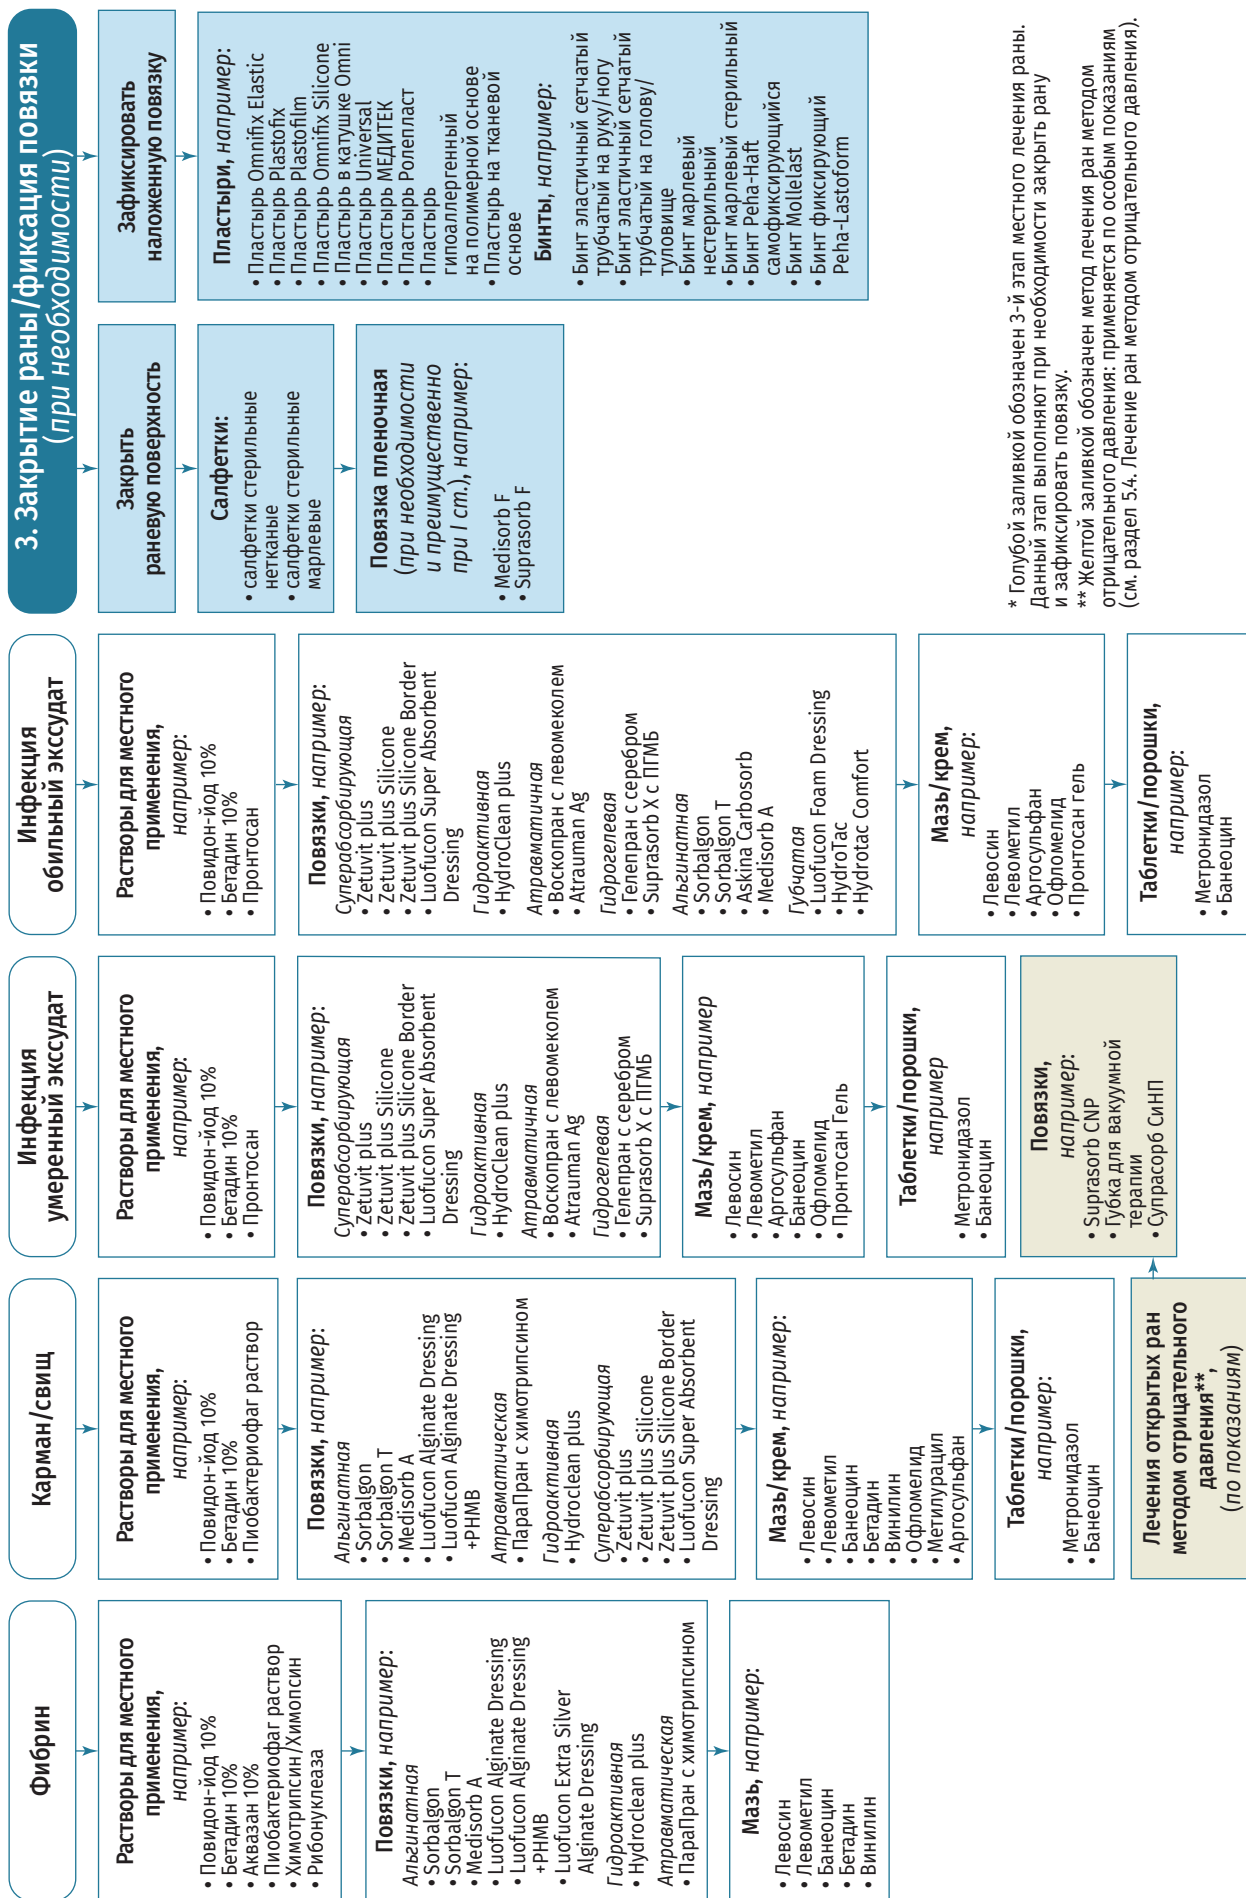 Фибрин
Растворы для местного
применения,
например:
• Повидон-йод 10%
• Бетадин 10%
• Аквазан 10%
• Пиобактериофаг раствор
• Химотрипсин/Химопсин
• Рибонуклеаза
Повязки, например:
Альгинатная
• Sorbalgon
• Sorbalgon T
• Medisorb A
• Luofucon Alginate Dressing
• Luofucon Alginate Dressing
+PHMB
• Luofucon Extra Silver
Alginate Dressing
Гидроактивная
• Hydroclean plus
Атравматическая
• ПараПран с химотрипсином
Мазь, например:
• Левосин
• Левометил
• Банеоцин
• Бетадин
• Винилин
Карман/свищ
Растворы для местного
применения,
например:
• Повидон-йод 10%
• Бетадин 10%
• Пиобактериофаг раствор
Повязки, например:
Альгинатная
• Sorbalgon
• Sorbalgon T
• Medisorb A
• Luofucon Alginate Dressing
• Luofucon Alginate Dressing
+PHMB
Атравматическая
• ПараПран с химотрипсином
Гидроактивная
• Hydroclean plus
Суперабсорбирующая
• Zetuvit plus
• Zetuvit plus Silicone
• Zetuvit plus Silicone Border
• Luofucon Super Absorbent
Dressing
Мазь/крем, например:
• Левосин
• Левометил
• Банеоцин
• Бетадин
• Винилин
• Офломелид
• Метилурацил
• Аргосульфан
Таблетки/порошки,
например:
• Метронидазол
• Банеоцин
Лечения открытых ран
методом отрицательного
давления**,
(по показаниям)
Инфекция
умеренный экссудат
Растворы для местного
применения,
например:
• Повидон-йод 10%
• Бетадин 10%
• Пронтосан
Повязки, например:
Суперабсорбирующая
• Zetuvit plus
• Zetuvit plus Silicone
• Zetuvit plus Silicone Border
• Luofucon Super Absorbent
Dressing
Гидроактивная
• HydroClean plus
Атравматичная
• Воскопран с левомеколем
• Atrauman Ag
Гидрогелевая
• Гелепран с серебром
• Suprasorb X с ПГМБ
Мазь/крем, например
• Левосин
• Левометил
• Аргосульфан
• Банеоцин
• Офломелид
• Пронтосан Гель
Таблетки/порошки,
например
• Метронидазол
• Банеоцин
Повязки,
например:
• Suprasorb CNP
• Губка для вакуумной
терапии
• Супрасорб СиНП
Инфекция
обильный экссудат
Растворы для местного
применения,
например:
• Повидон-йод 10%
• Бетадин 10%
• Пронтосан
Повязки, например:
Суперабсорбирующая
• Zetuvit plus
• Zetuvit plus Silicone
• Zetuvit plus Silicone Border
• Luofucon Super Absorbent
Dressing
Гидроактивная
• HydroClean plus
Атравматичная
• Воскопран с левомеколем
• Atrauman Ag
Гидрогелевая
• Гелепран с серебром
• Suprasorb X с ПГМБ
Альгинатная
• Sorbalgon
• Sorbalgon T
• Askina Carbosorb
• Medisorb A
Губчатая
• Luofucon Foam Dressing
• HydroTac
• Hydrotac Comfort
Мазь/крем,
например:
• Левосин
• Левометил
• Аргосульфан
• Офломелид
• Пронтосан гель
Таблетки/порошки,
например:
• Метронидазол
• Банеоцин
3. Закрытие раны/фиксация повязки
(при необходимости)
Закрыть
раневую поверхность
Салфетки:
• салфетки стерильные
нетканые
• салфетки стерильные
марлевые
Повязка пленочная
(при необходимости
и преимущественно
при I ст.), например:
• Medisorb F
• Suprasorb F
Зафиксировать
наложенную повязку
Пластыри, например:
• Пластырь Omnifix Elastic
• Пластырь Plastofix
• Пластырь Plastofilm
• Пластырь Omnifix Silicone
• Пластырь в катушке Omni
• Пластырь Universal
• Пластырь МЕДИТЕК
• Пластырь Ролепласт
• Пластырь
гипоаллергенный
на полимерной основе
• Пластырь на тканевой
основе
Бинты, например:
• Бинт эластичный сетчатый
трубчатый на руку/ногу
• Бинт эластичный сетчатый
трубчатый на голову/
туловище
• Бинт марлевый
нестерильный
• Бинт марлевый стерильный
• Бинт Peha-Haft
самофиксирующийся
• Бинт Mollelast
• Бинт фиксирующий
Peha-Lastoform
* Голубой заливкой обозначен 3-й этап местного лечения раны.
Данный этап выполняют при необходимости закрыть рану
и зафиксировать повязку.
** Желтой заливкой обозначен метод лечения ран методом
отрицательного давления: применяется по особым показаниям
(см. раздел 5.4. Лечение ран методом отрицательного давления).